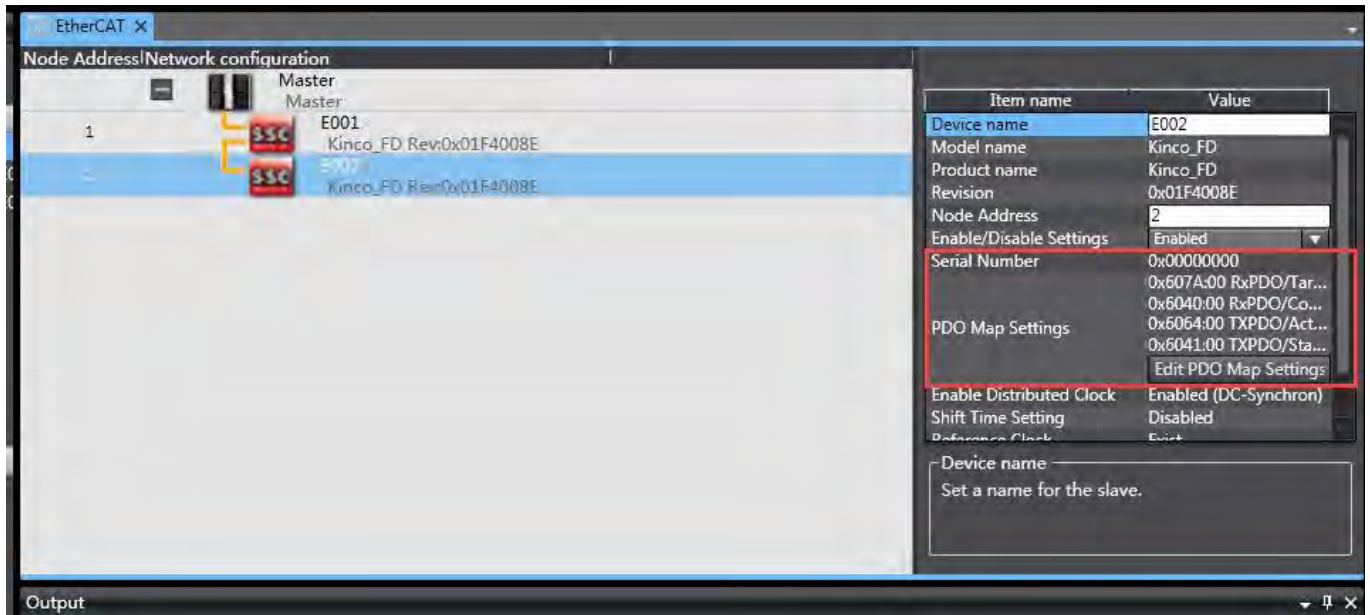 EtherCAT
Node Address Network configuration
Master
Master
1
E001
Kinco_FD Rev:0x01F4008E
E002
Kinco_FD Rev:0x01F4008E
Item name Value
Device name E002
Model name Kinco_FD
Product name Kinco_FD
Revision 0x01F4008E
Node Address 2
Enable/Disable Settings Enabled
Serial Number 0x00000000
PDO Map Settings
0x607A:00 RxPDO/Tar...
0x6040:00 RxPDO/Co...
0x6064:00 TXPDO/Act...
0x6041:00 TXPDO/Sta...
Edit PDO Map Settings
Enable Distributed Clock Enabled (DC-Synchron)
Shift Time Setting Disabled
Reference Clock Exist
Device name
Set a name for the slave.
Output